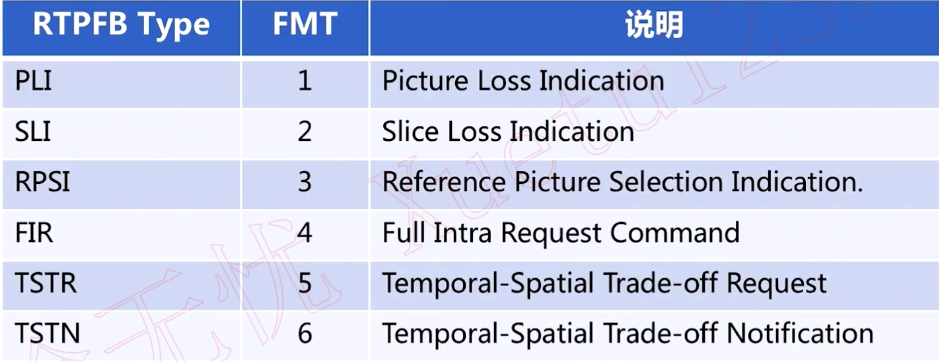 RTPFB Type FMT 说明
PLI 1 Picture Loss Indication
SLI 2 Slice Loss Indication
RPSI 3 Reference Picture Selection Indication.
FIR 4 Full Intra Request Command
TSTR 5 Temporal-Spatial Trade-off Request
TSTN 6 Temporal-Spatial Trade-off Notification